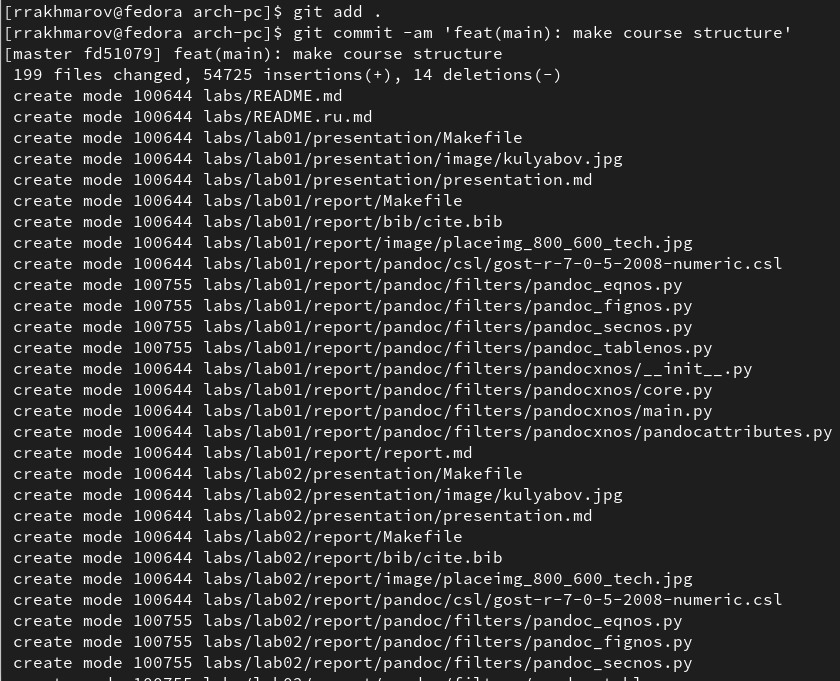 [rrakhmarov@fedora arch-pc]$ git add .
[rrakhmarov@fedora arch-pc]$ git commit -am 'feat(main): make course structure'
[master fd51079] feat(main): make course structure
 199 files changed, 54725 insertions(+), 14 deletions(-)
 create mode 100644 labs/README.md
 create mode 100644 labs/README.ru.md
 create mode 100644 labs/lab01/presentation/Makefile
 create mode 100644 labs/lab01/presentation/image/kulyabov.jpg
 create mode 100644 labs/lab01/presentation/presentation.md
 create mode 100644 labs/lab01/report/Makefile
 create mode 100644 labs/lab01/report/bib/cite.bib
 create mode 100644 labs/lab01/report/image/placeimg_800_600_tech.jpg
 create mode 100644 labs/lab01/report/pandoc/csl/gost-r-7-0-5-2008-numeric.csl
 create mode 100755 labs/lab01/report/pandoc/filters/pandoc_eqnos.py
 create mode 100755 labs/lab01/report/pandoc/filters/pandoc_fignos.py
 create mode 100755 labs/lab01/report/pandoc/filters/pandoc_secnos.py
 create mode 100755 labs/lab01/report/pandoc/filters/pandoc_tablenos.py
 create mode 100644 labs/lab01/report/pandoc/filters/pandocxnos/__init__.py
 create mode 100644 labs/lab01/report/pandoc/filters/pandocxnos/core.py
 create mode 100644 labs/lab01/report/pandoc/filters/pandocxnos/main.py
 create mode 100644 labs/lab01/report/pandoc/filters/pandocxnos/pandocattributes.py
 create mode 100644 labs/lab01/report/report.md
 create mode 100644 labs/lab02/presentation/Makefile
 create mode 100644 labs/lab02/presentation/image/kulyabov.jpg
 create mode 100644 labs/lab02/presentation/presentation.md
 create mode 100644 labs/lab02/report/Makefile
 create mode 100644 labs/lab02/report/bib/cite.bib
 create mode 100644 labs/lab02/report/image/placeimg_800_600_tech.jpg
 create mode 100644 labs/lab02/report/pandoc/csl/gost-r-7-0-5-2008-numeric.csl
 create mode 100755 labs/lab02/report/pandoc/filters/pandoc_eqnos.py
 create mode 100755 labs/lab02/report/pandoc/filters/pandoc_fignos.py
 create mode 100755 labs/lab02/report/pandoc/filters/pandoc_secnos.py